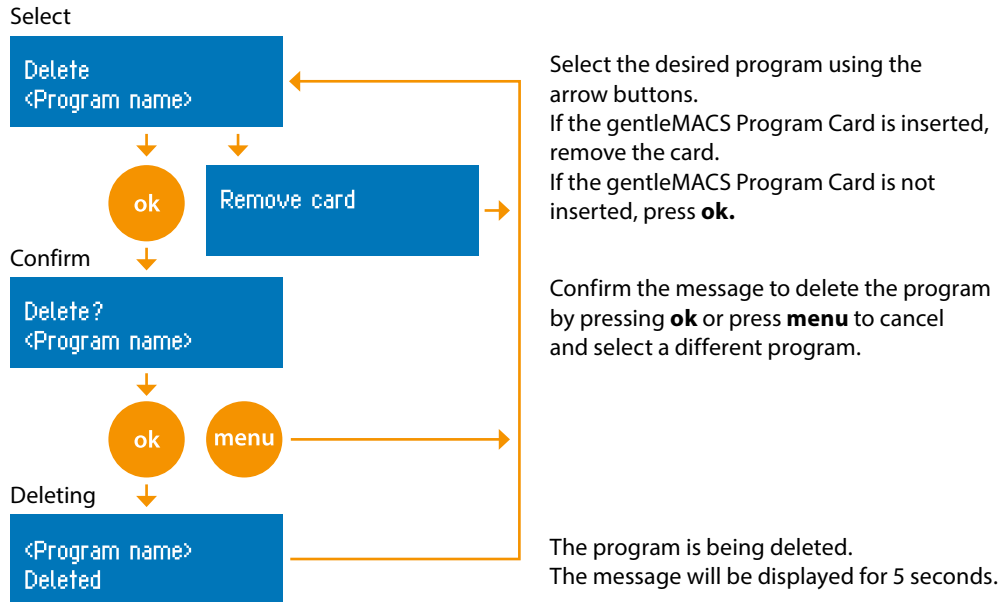 Select
Delete
<Program name>
Select the desired program using the
arrow buttons.
If the gentleMACS Program Card is inserted,
remove the card.
If the gentleMACS Program Card is not
inserted, press ok.
ok
Remove card
Confirm
Delete?
<Program name>
Confirm the message to delete the program
by pressing ok or press menu to cancel
and select a different program.
ok
menu
Deleting
<Program name>
Deleted
The program is being deleted.
The message will be displayed for 5 seconds.